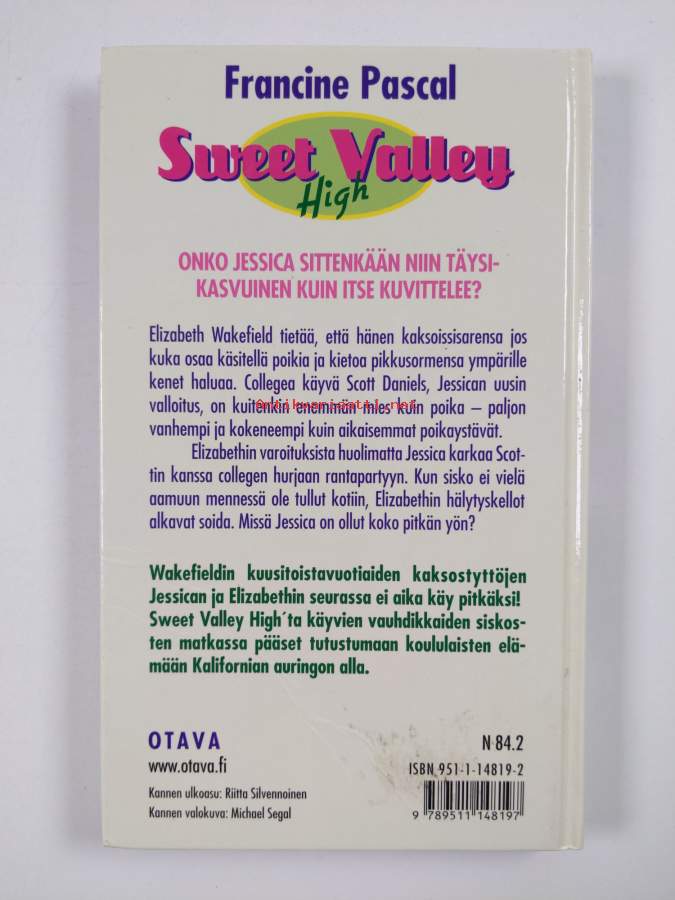 Francine Pascal
Sweet Valley
High
ONKO JESSICA SITTENKÄÄN NIIN TÄYSI-
KASVUINEN KUIN ITSE KUVITTELEE?
Elizabeth Wakefield tietää, että hänen kaksoissisarensa jos
kuka osaa käsitellä poikia ja kietoa pikkusormensa ympärille
kenet haluaa. Collegea käyvä Scott Daniels, Jessican uusin
valloitus, on kuitenkin enemmän mies kuin poika – paljon
Antikvariaatti.net
vanhempi ja kokeneempi kuin aikaisemmat poikaystävät.
Elizabethin varoituksista huolimatta Jessica karkaa Scot-
tin kanssa collegen hurjaan rantapartyyn. Kun sisko ei vielä
aamuun mennessä ole tullut kotiin, Elizabethin hälytyskellot
alkavat soida. Missä Jessica on ollut koko pitkän yön?
Wakefieldin kuusitoistavuotiaiden kaksostyttöjen
Jessican ja Elizabethin seurassa ei aika käy pitkäksi!
Sweet Valley High´ta käyvien vauhdikkaiden siskos-
ten matkassa pääset tutustumaan koululaisten elä-
mään Kalifornian auringon alla.
OTAVA
N 84.2
www.otava.fi
ISBN 951-1-14819-2
Kannen ulkoasu: Riitta Silvennoinen
Kannen valokuva: Michael Segal
9 789511 148197